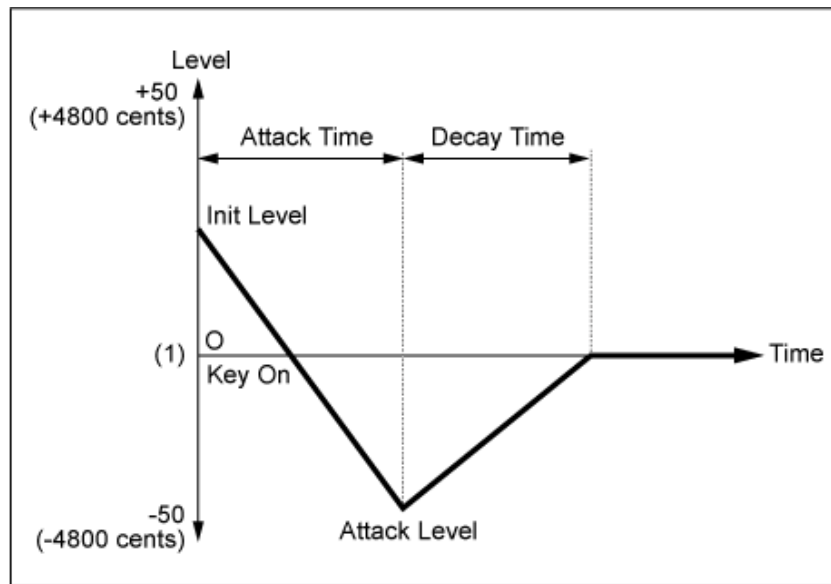 Level
+50
(+4800 cents)
Attack Time
Decay Time
Init Level
(1)
O
Key On
Time
-50
(-4800 cents)
Attack Level